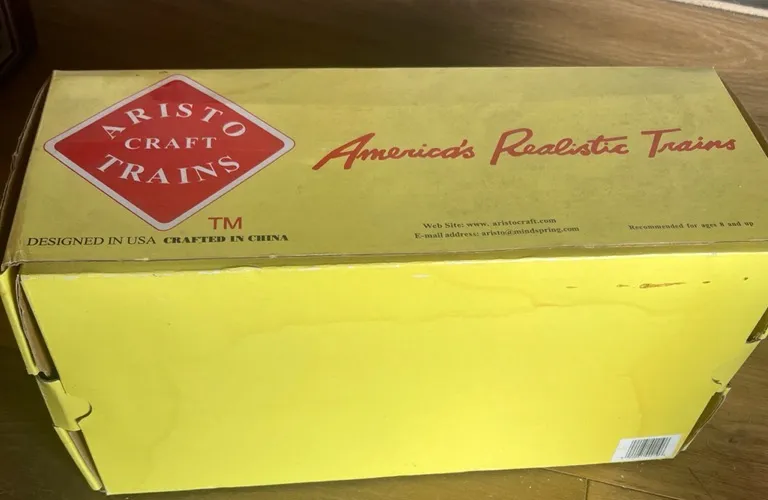 ARISTO
CRAFT
TRAINS
TM
America's Realistic Trains
DESIGNED IN USA CRAFTED IN CHINA
Web Site: www. aristocraft.com
E-mail address: aristo@mindspring.com
Recommended for ages 8 and up